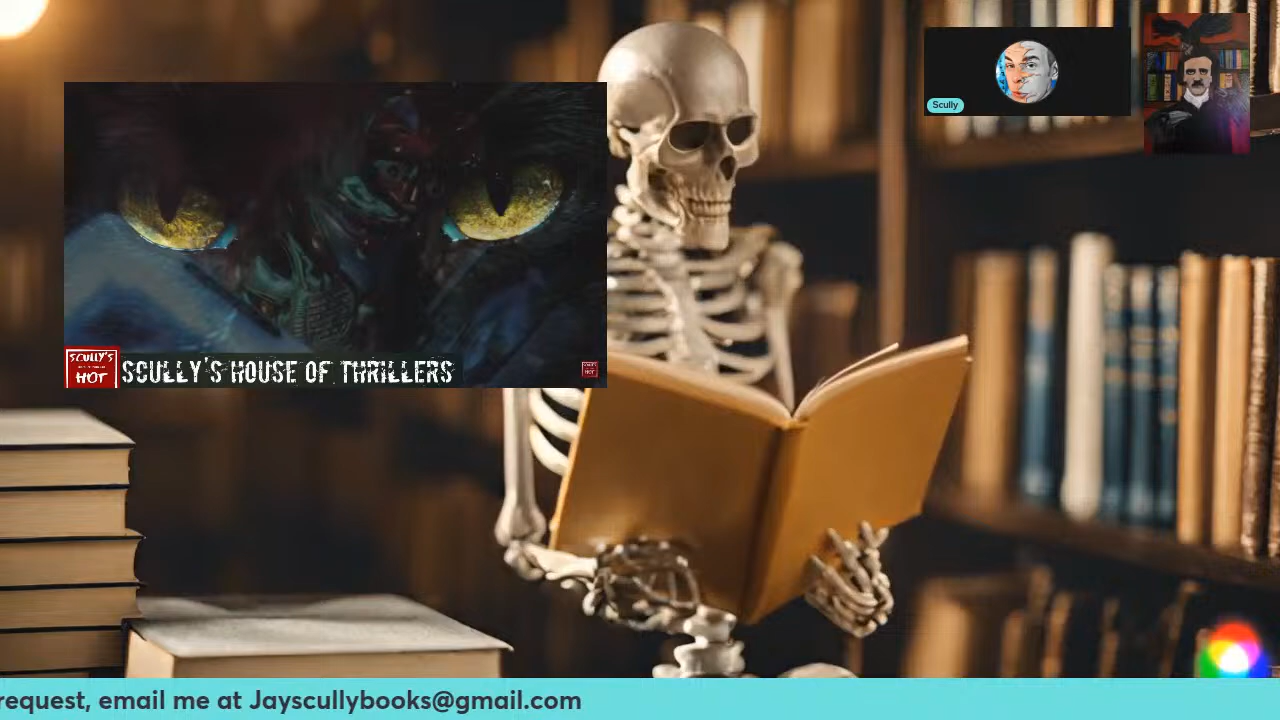 Scully
SCULLY'S
HOT
SCULLY'S HOUSE OF THRILLERS
request, email me at Jayscullybooks@gmail.com